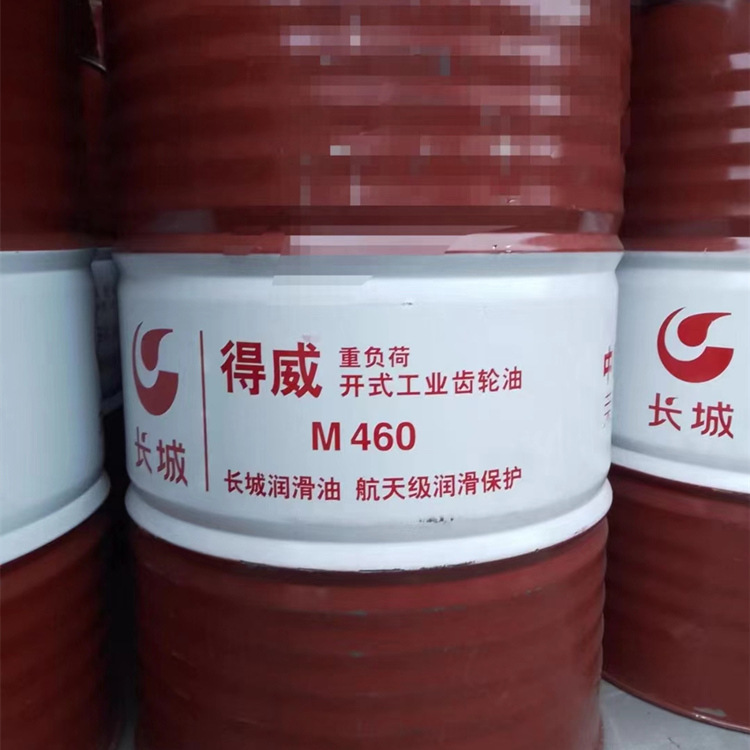 长城
得威
重负荷
开式工业齿轮油
M 460
长城润滑油 航天级润滑保护
长城